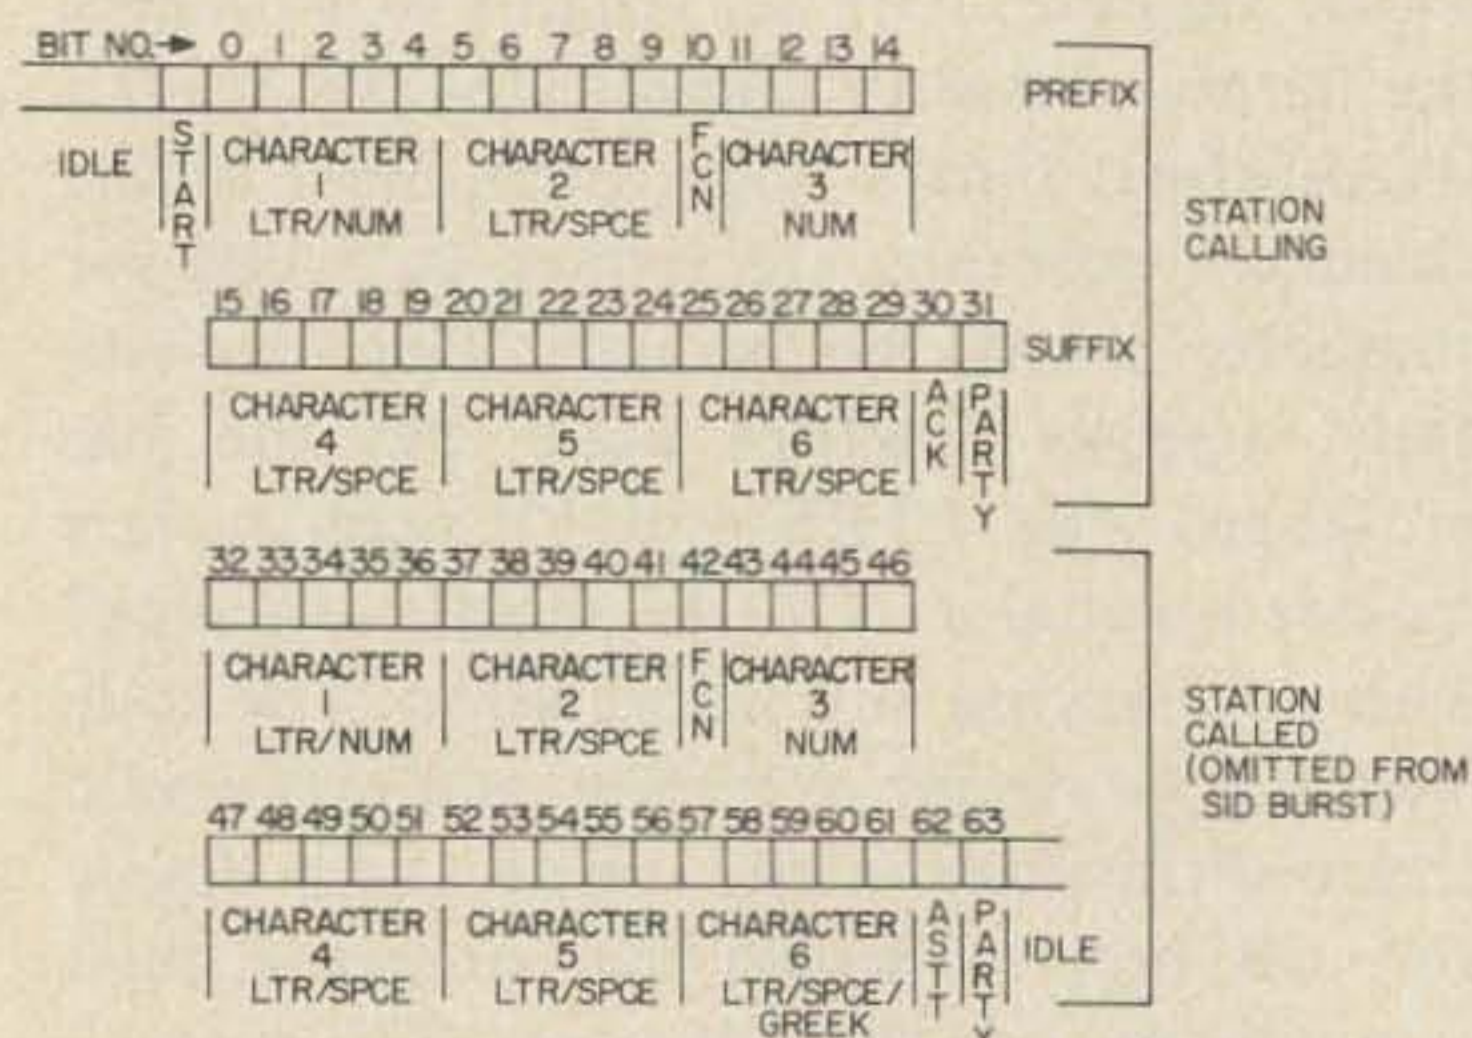 BIT NO.→ 0 1 2 3 4 5 6 7 8 9 10 11 12 13 14
PREFIX
IDLE
START
CHARACTER
1
LTR/NUM
CHARACTER
2
LTR/SPCE
FCN
CHARACTER
3
NUM
STATION
CALLING
15 16 17 18 19 20 21 22 23 24 25 26 27 28 29 30 31
SUFFIX
CHARACTER
4
LTR/SPCE
CHARACTER
5
LTR/SPCE
CHARACTER
6
LTR/SPCE
ACK
PARTY
32 33 34 35 36 37 38 39 40 41 42 43 44 45 46
CHARACTER
1
LTR/NUM
CHARACTER
2
LTR/SPCE
FCN
CHARACTER
3
NUM
STATION
CALLED
(OMITTED FROM
SID BURST)
47 48 49 50 51 52 53 54 55 56 57 58 59 60 61 62 63
CHARACTER
4
LTR/SPCE
CHARACTER
5
LTR/SPCE
CHARACTER
6
LTR/SPCE/
GREEK
ASTT
PARTY
IDLE